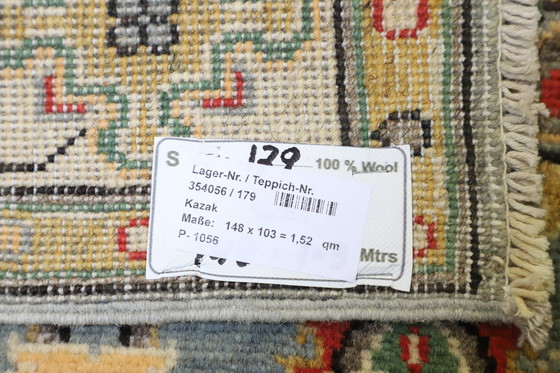 S 129 100 % Wool
Lager-Nr. / Teppich-Nr.
354056 / 179
Kazak
Maße: 148 x 103 = 1,52 qm
P- 1056
Mtrs